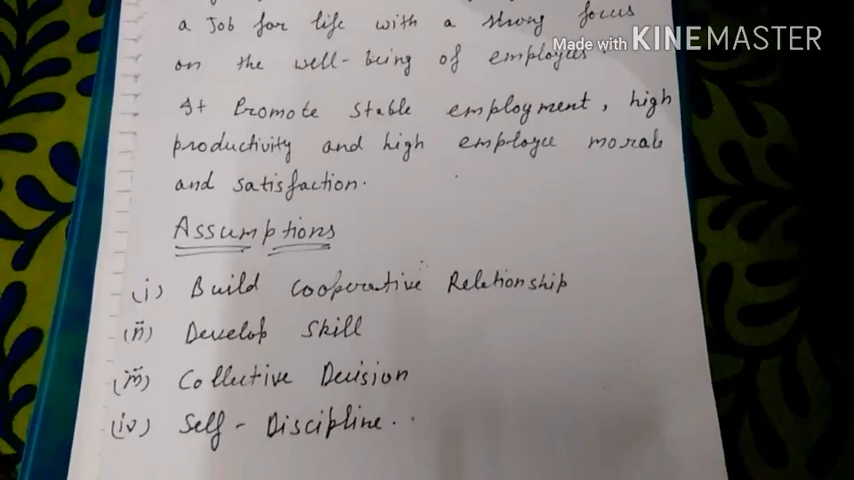 a Job for life with a strong focus
Made with KINEMASTER
on the well-being of employees.
It Promote stable employment, high
productivity and high employee morale
and satisfaction.
Assumptions
(i) Build Cooperative Relationship
(ii) Develop Skill
(iii) Collective Decision
(iv) Self-Discipline.